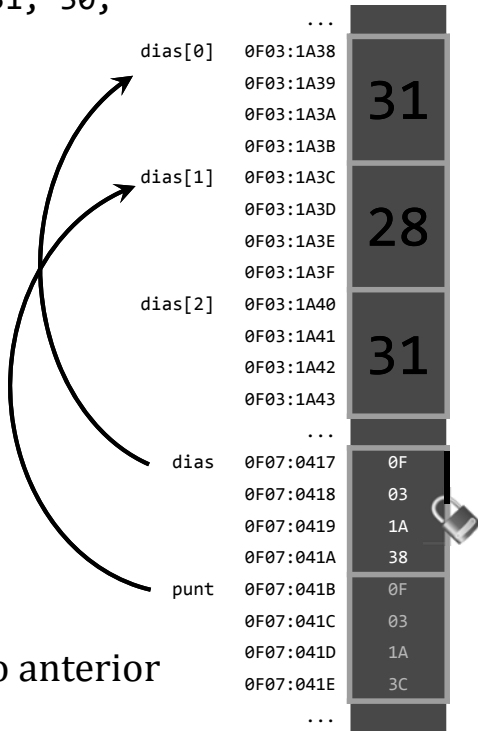 31, 30,
...
dias[0] 0F03:1A38
0F03:1A39
31
0F03:1A3A
0F03:1A3B
dias[1] 0F03:1A3C
0F03:1A3D
28
0F03:1A3E
0F03:1A3F
dias[2] 0F03:1A40
0F03:1A41
31
0F03:1A42
0F03:1A43
...
dias 0F07:0417 0F
0F07:0418 03
0F07:0419 1A
0F07:041A 38
punt 0F07:041B 0F
0F07:041C 03
0F07:041D 1A
o anterior
0F07:041E 3C
...